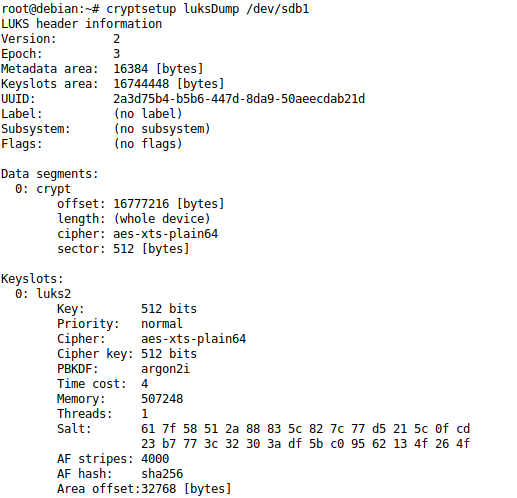 root@debian:~# cryptsetup luksDump /dev/sdb1
LUKS header information
Version:        2
Epoch:          3
Metadata area:  16384 [bytes]
Keyslots area:  16744448 [bytes]
UUID:           2a3d75b4-b5b6-447d-8da9-50aeecdab21d
Label:          (no label)
Subsystem:      (no subsystem)
Flags:          (no flags)

Data segments:
  0: crypt
        offset: 16777216 [bytes]
        length: (whole device)
        cipher: aes-xts-plain64
        sector: 512 [bytes]

Keyslots:
  0: luks2
        Key:        512 bits
        Priority:   normal
        Cipher:     aes-xts-plain64
        Cipher key: 512 bits
        PBKDF:      argon2i
        Time cost:  4
        Memory:     507248
        Threads:    1
        Salt:       61 7f 58 51 2a 88 83 5c 82 7c 77 d5 21 5c 0f cd
                    23 b7 77 3c 32 30 3a df 5b c0 95 62 13 4f 26 4f
        AF stripes: 4000
        AF hash:    sha256
        Area offset:32768 [bytes]